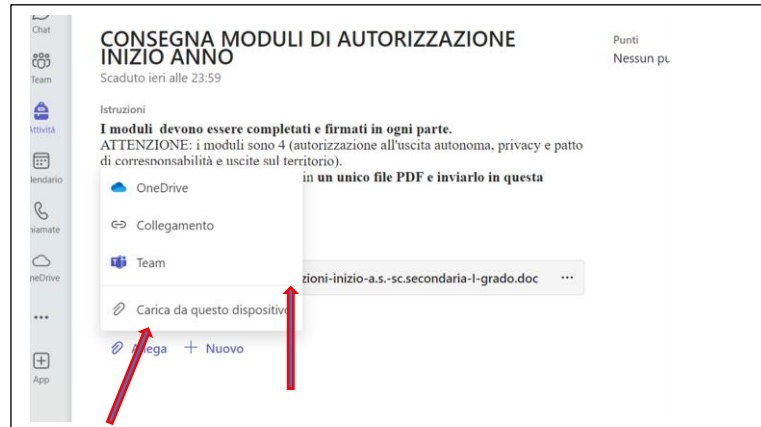 Chat
Team
Attività
lendario
hiamate
neDrive
App
CONSEGNA MODULI DI AUTORIZZAZIONE
INIZIO ANNO
Scaduto ieri alle 23:59
Punti
Nessun pu
Istruzioni
I moduli devono essere completati e firmati in ogni parte.
ATTENZIONE: i moduli sono 4 (autorizzazione all'uscita autonoma, privacy e patto
di corresponsabilità e uscite sul territorio).
in un unico file PDF e inviarlo in questa
OneDrive
Collegamento
Team
zioni-inizio-a.s.-sc.secondaria-I-grado.doc ...
Carica da questo dispositivo
Allega + Nuovo